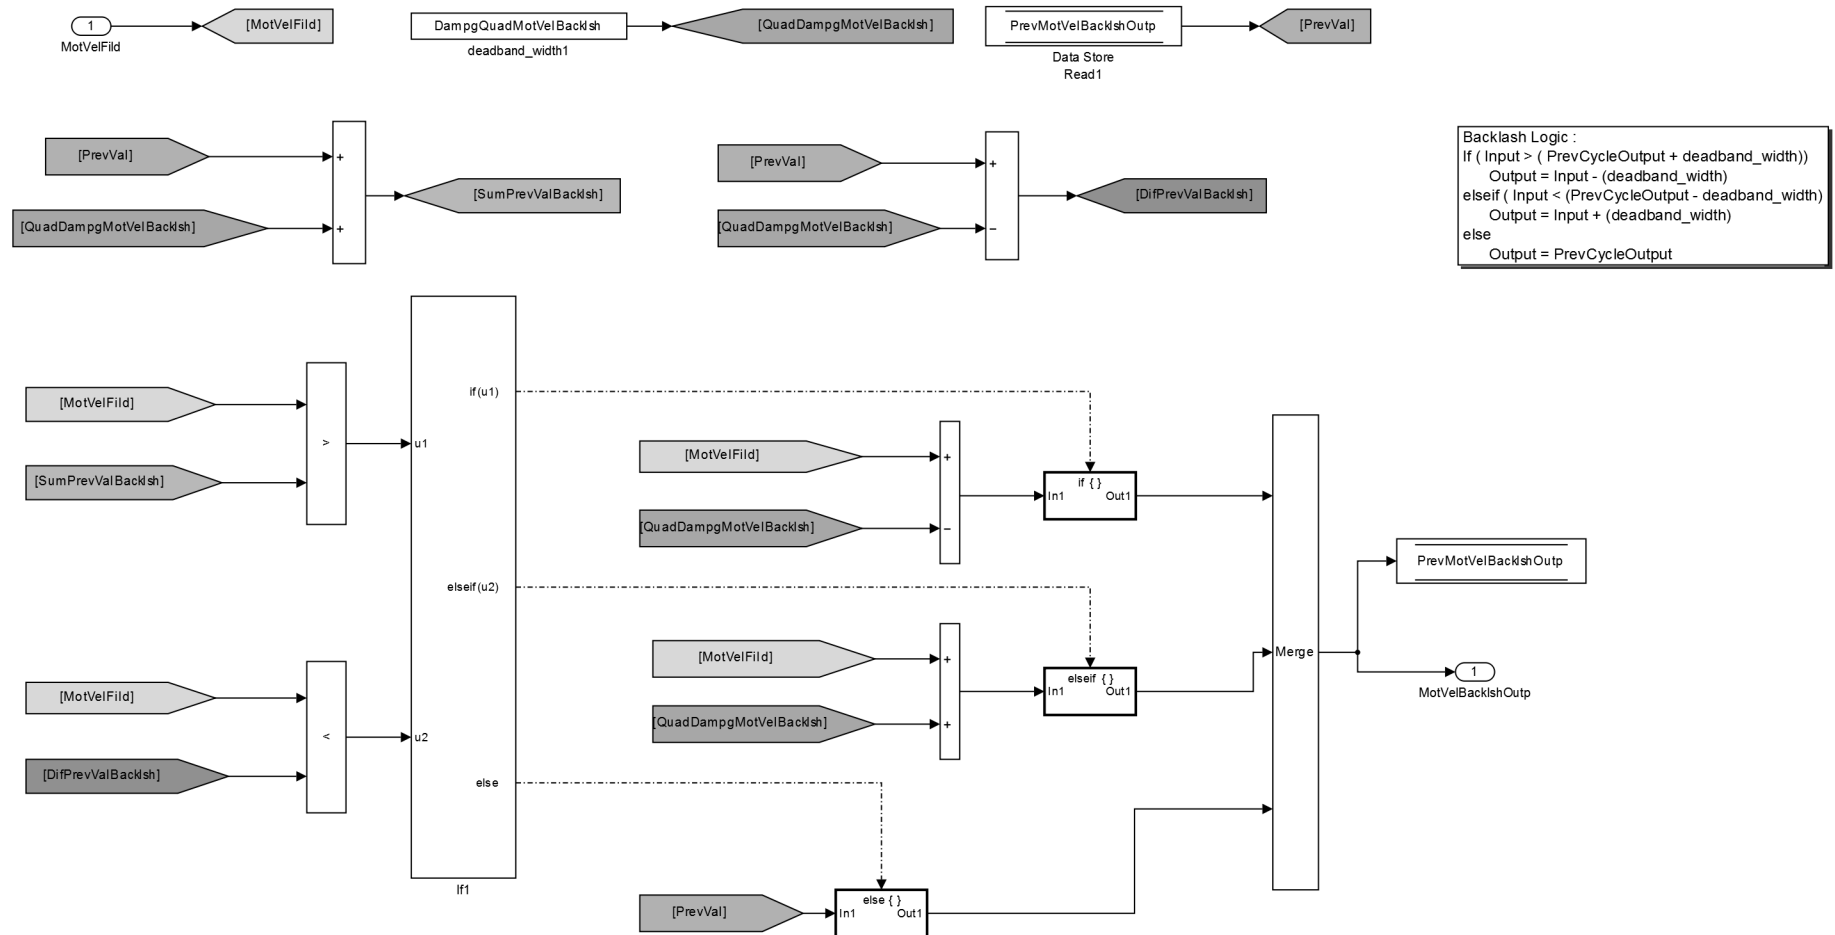 1
MotVelFild
[MotVelFild]
DampgQuadMotVelBacklsh
deadband_width1
[QuadDampgMotVelBacklsh]
PrevMotVelBacklshOutp
Data Store
Read1
[PrevVal]
[PrevVal]
+
[QuadDampgMotVelBacklsh]
+
[SumPrevValBacklsh]
[PrevVal]
+
[QuadDampgMotVelBacklsh]
−
[DifPrevValBacklsh]
Backlash Logic :
If ( Input > ( PrevCycleOutput + deadband_width))
Output = Input - (deadband_width)
elseif ( Input < (PrevCycleOutput - deadband_width)
Output = Input + (deadband_width)
else
Output = PrevCycleOutput
[MotVelFild]
[SumPrevValBacklsh]
>
u1
if(u1)
[MotVelFild]
+
[QuadDampgMotVelBacklsh]
−
if { }
In1 Out1
elseif(u2)
[MotVelFild]
+
[QuadDampgMotVelBacklsh]
+
elseif { }
In1 Out1
Merge
PrevMotVelBacklshOutp
1
MotVelBacklshOutp
[MotVelFild]
[DifPrevValBacklsh]
<
u2
else
If1
[PrevVal]
else { }
In1 Out1